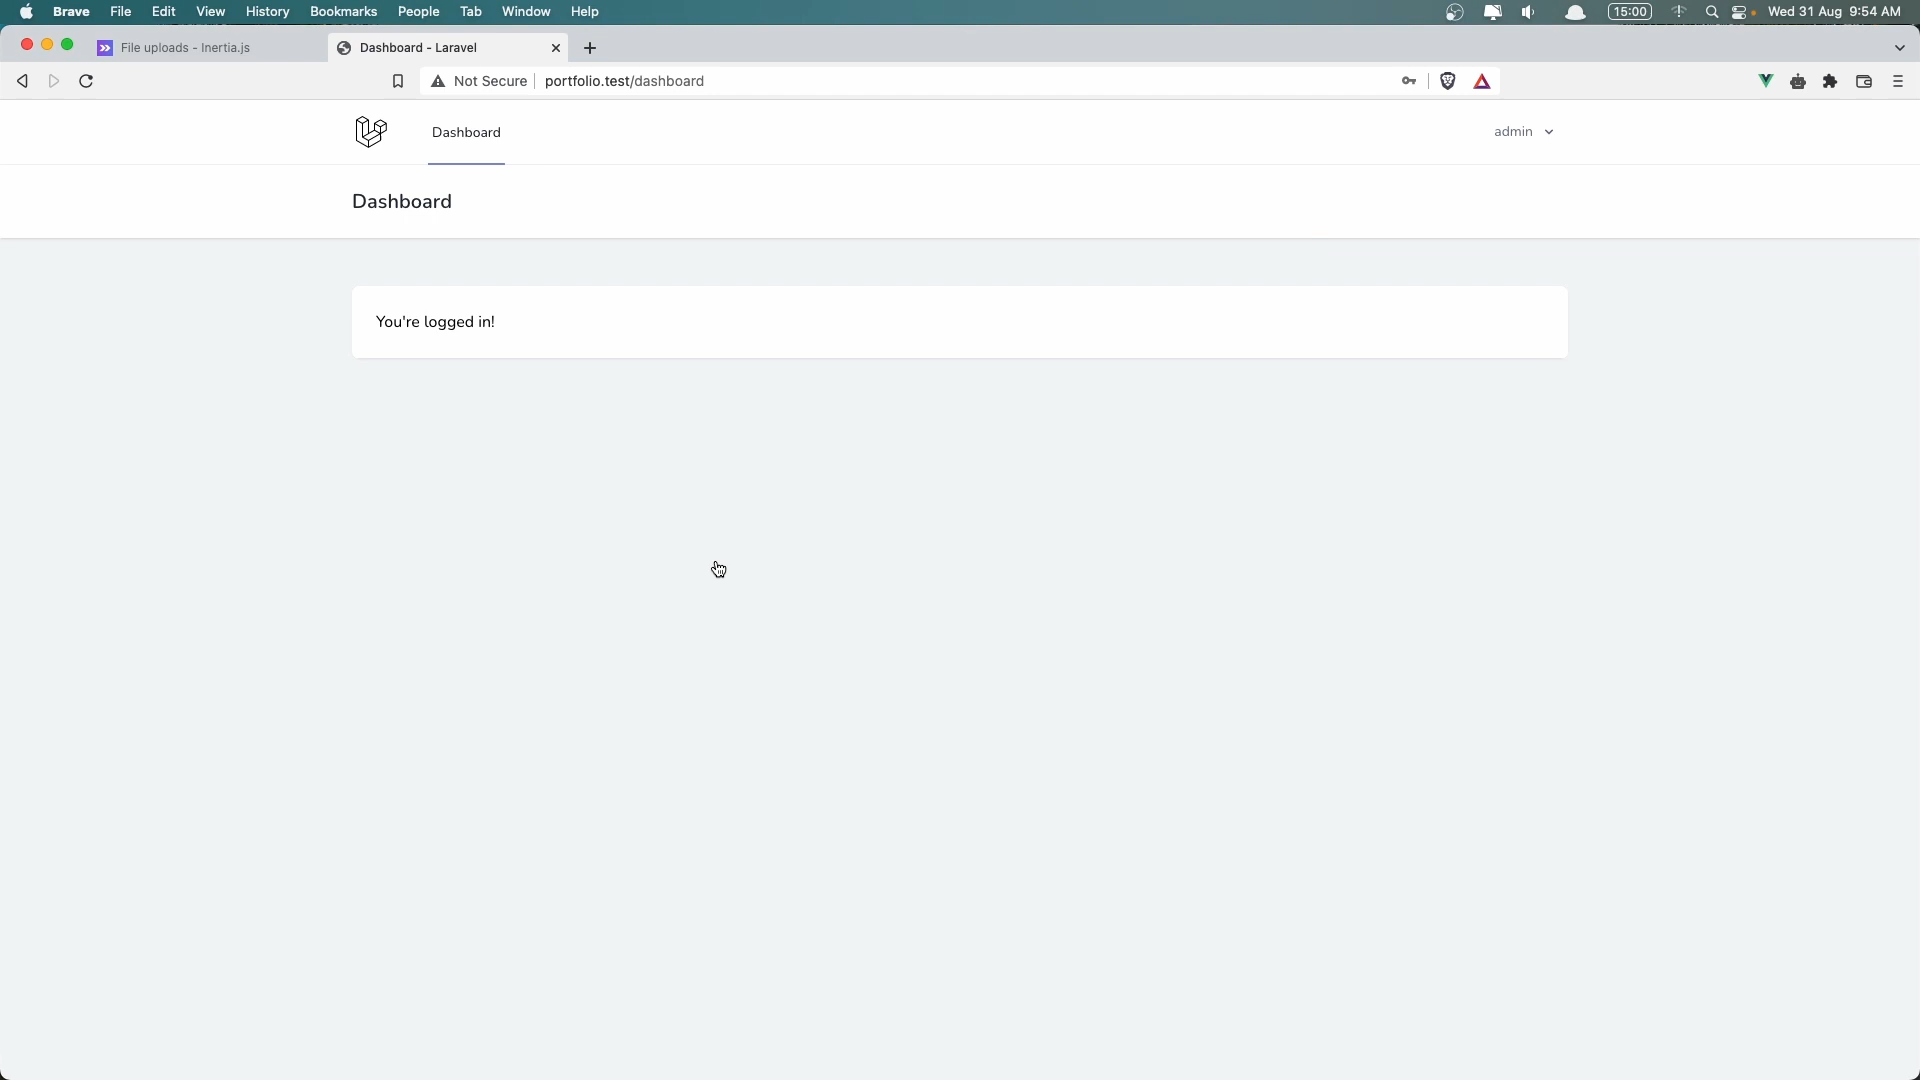 Brave File Edit View History Bookmarks People Tab Window Help 15:00 Wed 31 Aug 9:54 AM
File uploads - Inertia.js Dashboard - Laravel
Not Secure portfolio.test/dashboard
Dashboard admin
Dashboard
You're logged in!